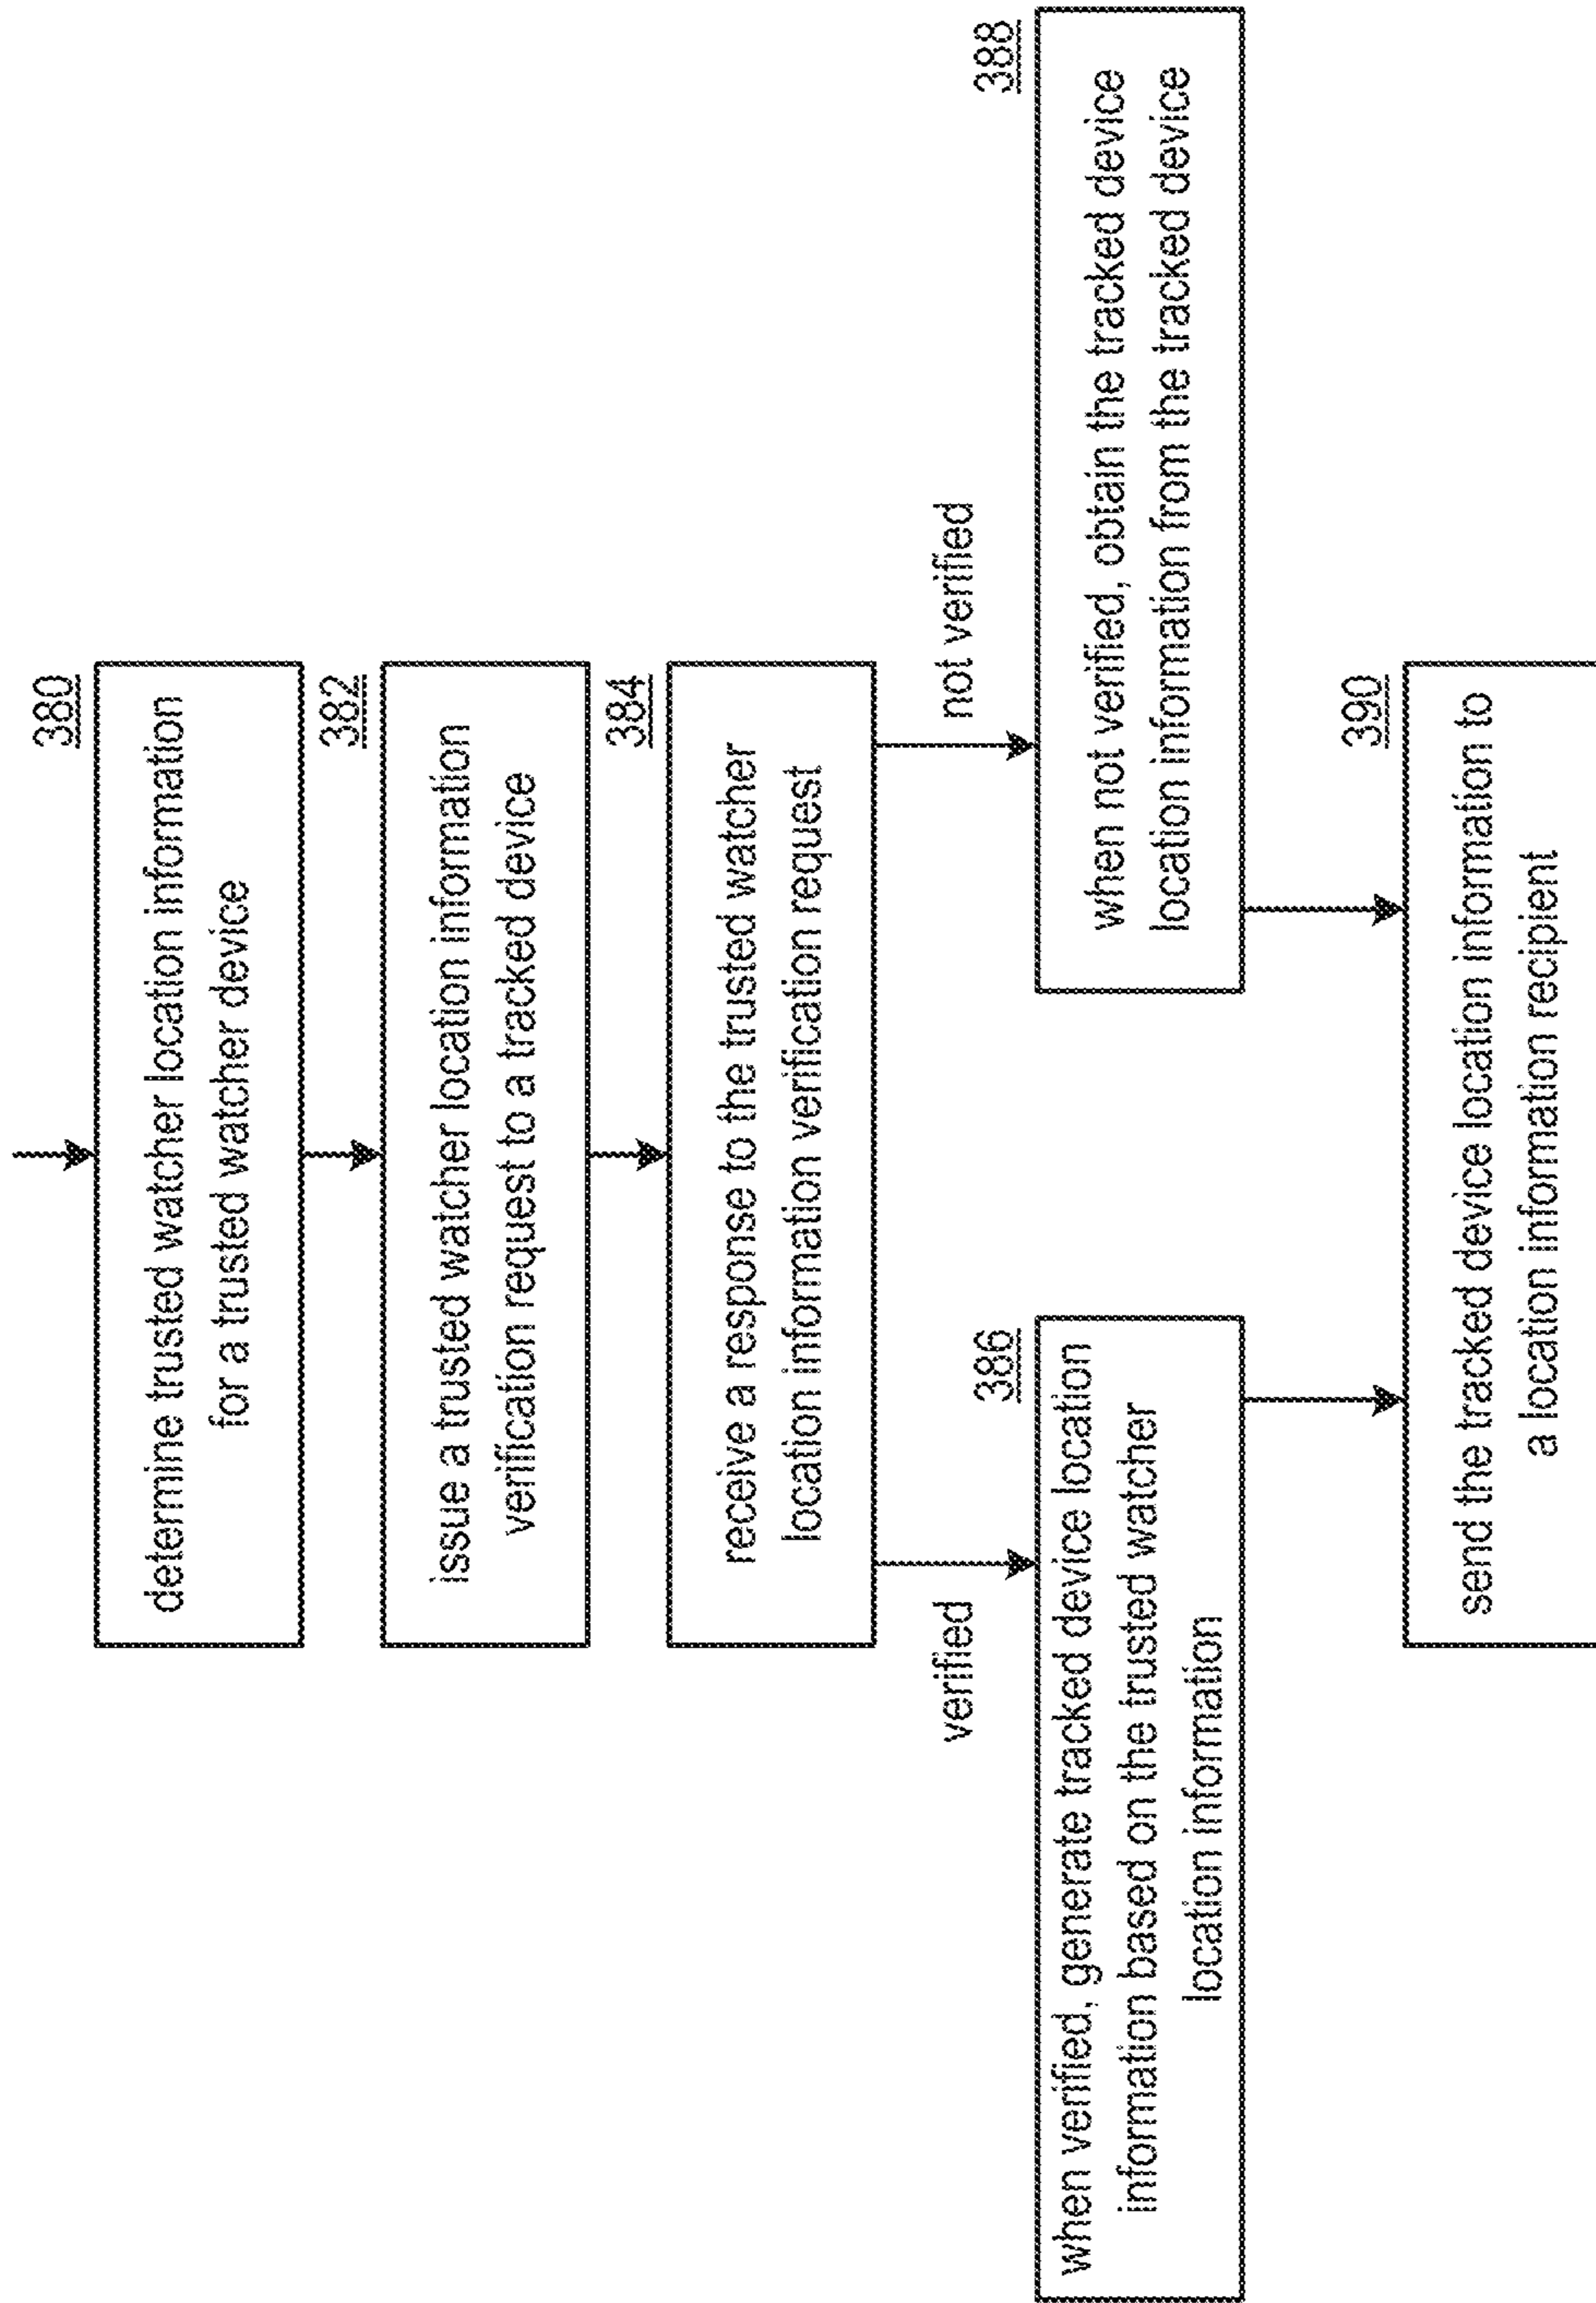 380
determine trusted watcher location information
for a trusted watcher device
382
issue a trusted watcher location information
verification request to a tracked device
384
receive a response to the trusted watcher
location information verification request
verified
not verified
386
when verified, generate tracked device location
information based on the trusted watcher
location information
388
when not verified, obtain the tracked device
location information from the tracked device
390
send the tracked device location information to
a location information recipient